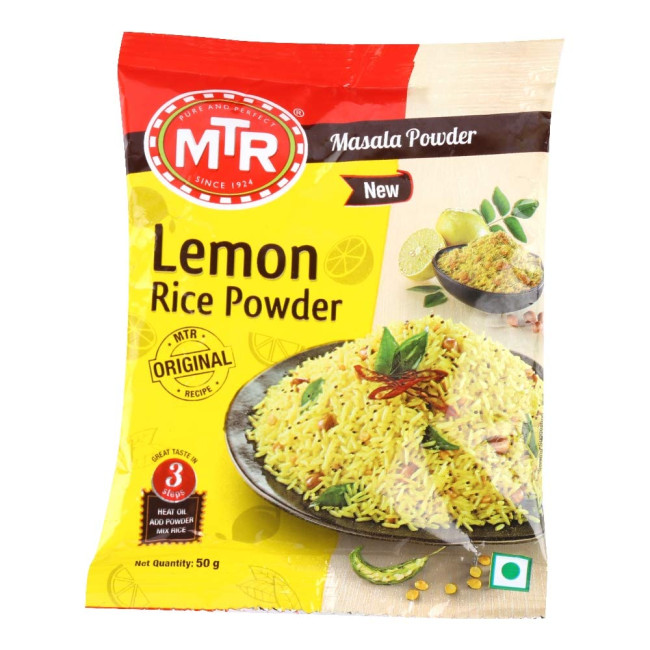 PURE AND PERFECT
MTR
®
SINCE 1924
Masala Powder
New
Lemon
Rice Powder
MTR
ORIGINAL
RECIPE
GREAT TASTE IN
3
steps
HEAT OIL
ADD POWDER
MIX RICE
Net Quantity: 50 g